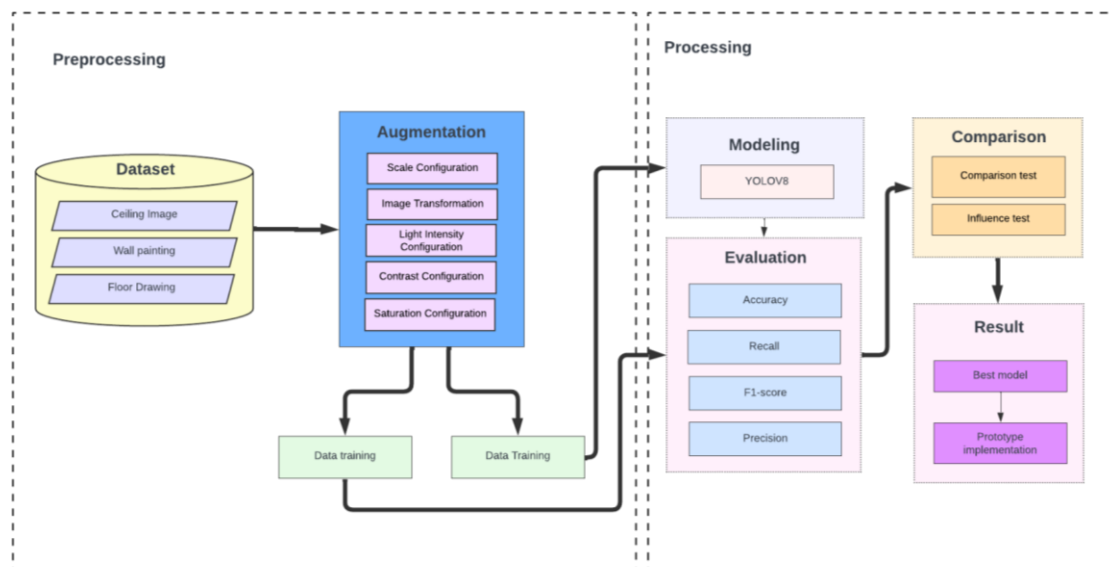 Preprocessing
Dataset
Ceiling Image
Wall painting
Floor Drawing
Augmentation
Scale Configuration
Image Transformation
Light Intensity
Configuration
Contrast Configuration
Saturation Configuration
Data training
Data Training
Processing
Modeling
YOLOV8
Evaluation
Accuracy
Recall
F1-score
Precision
Comparison
Comparison test
Influence test
Result
Best model
Prototype
implementation